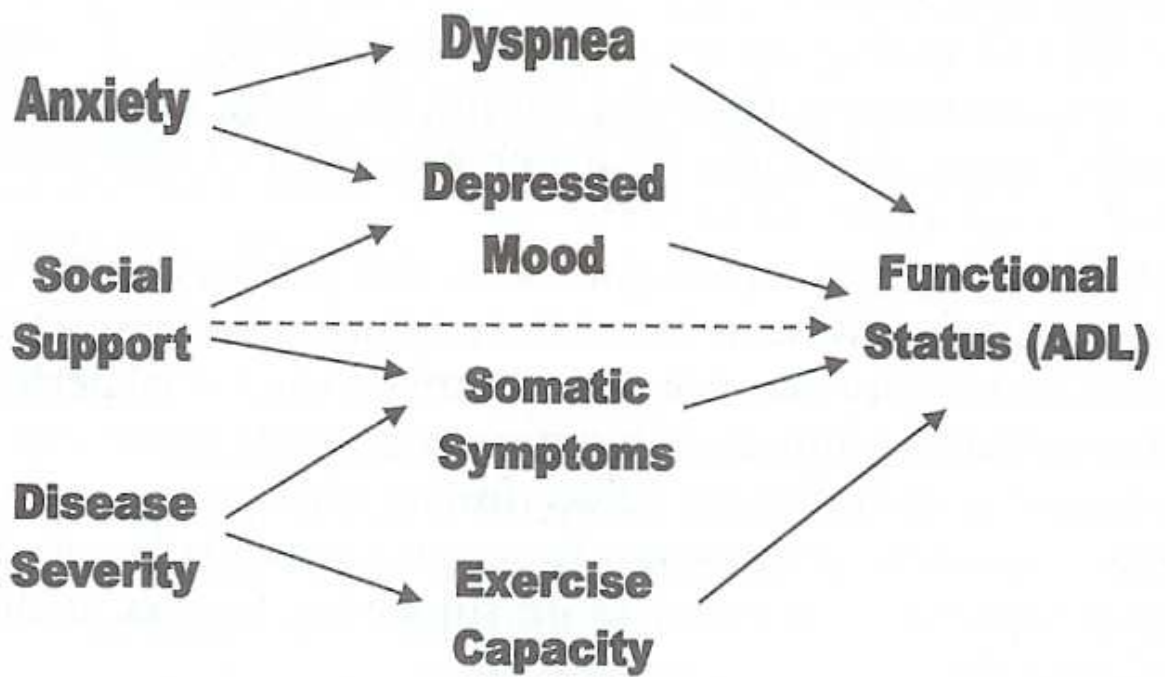 Anxiety
Social
Support
Disease
Severity
Dyspnea
Depressed
Mood
Somatic
Symptoms
Exercise
Capacity
Functional
Status (ADL)